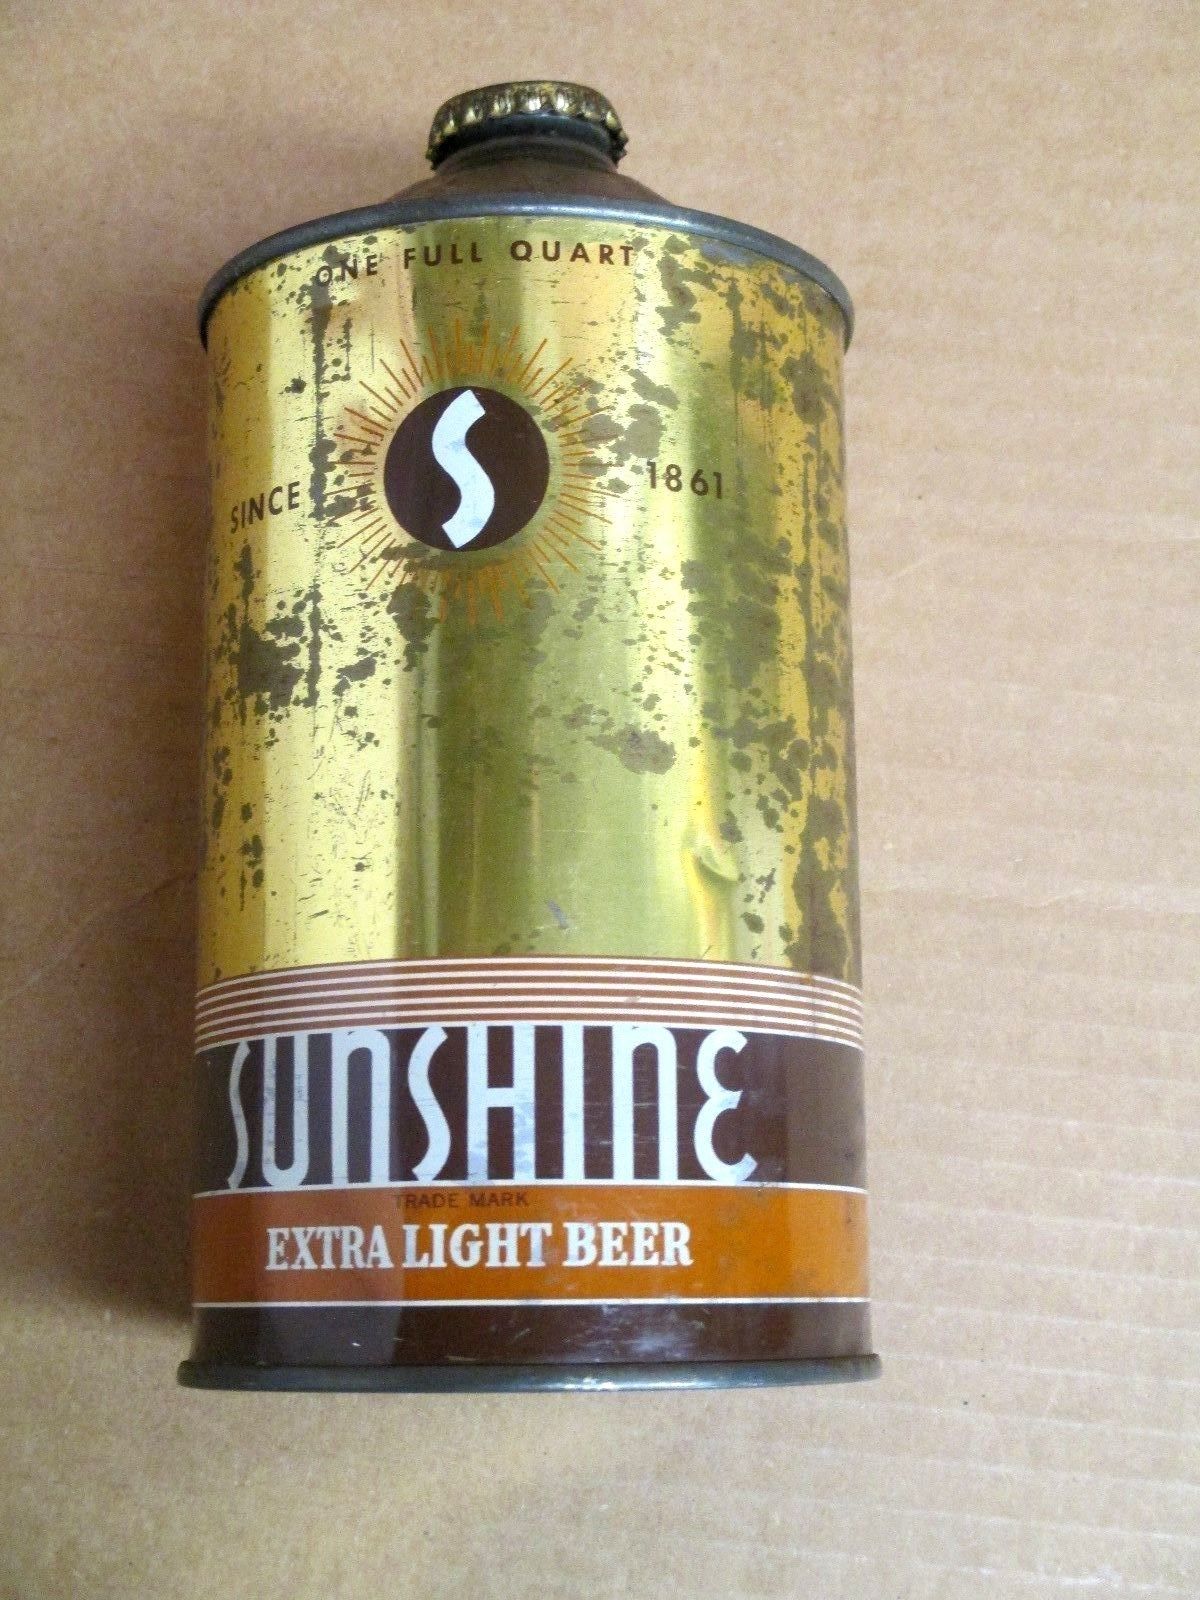 ONE FULL QUART
S
SINCE 1861
SUNSHINE
TRADE MARK
EXTRA LIGHT BEER